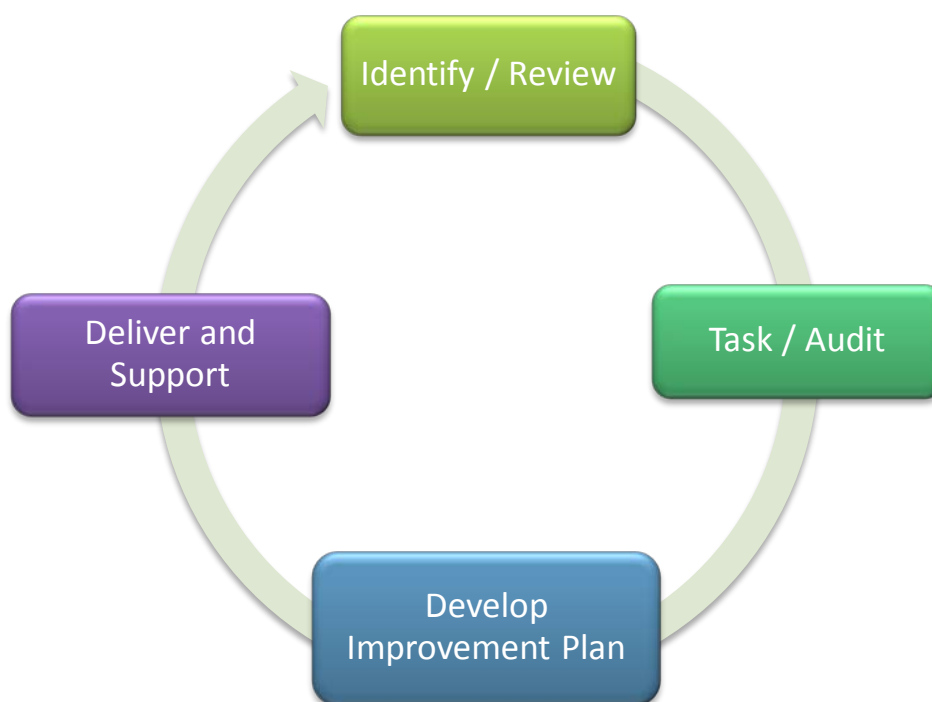 Identify / Review
Task / Audit
Develop
Improvement Plan
Deliver and
Support